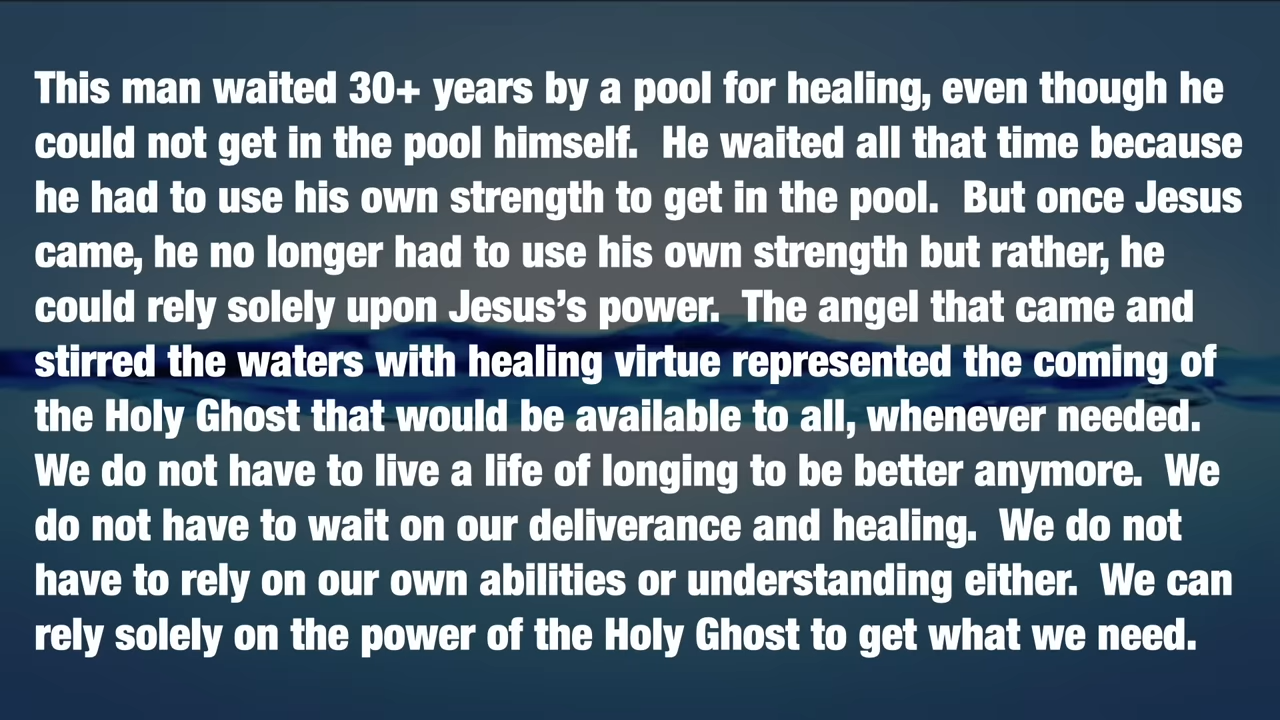 This man waited 30+ years by a pool for healing, even though he
could not get in the pool himself.  He waited all that time because
he had to use his own strength to get in the pool.  But once Jesus
came, he no longer had to use his own strength but rather, he
could rely solely upon Jesus’s power.  The angel that came and
stirred the waters with healing virtue represented the coming of
the Holy Ghost that would be available to all, whenever needed.
We do not have to live a life of longing to be better anymore.  We
do not have to wait on our deliverance and healing.  We do not
have to rely on our own abilities or understanding either.  We can
rely solely on the power of the Holy Ghost to get what we need.